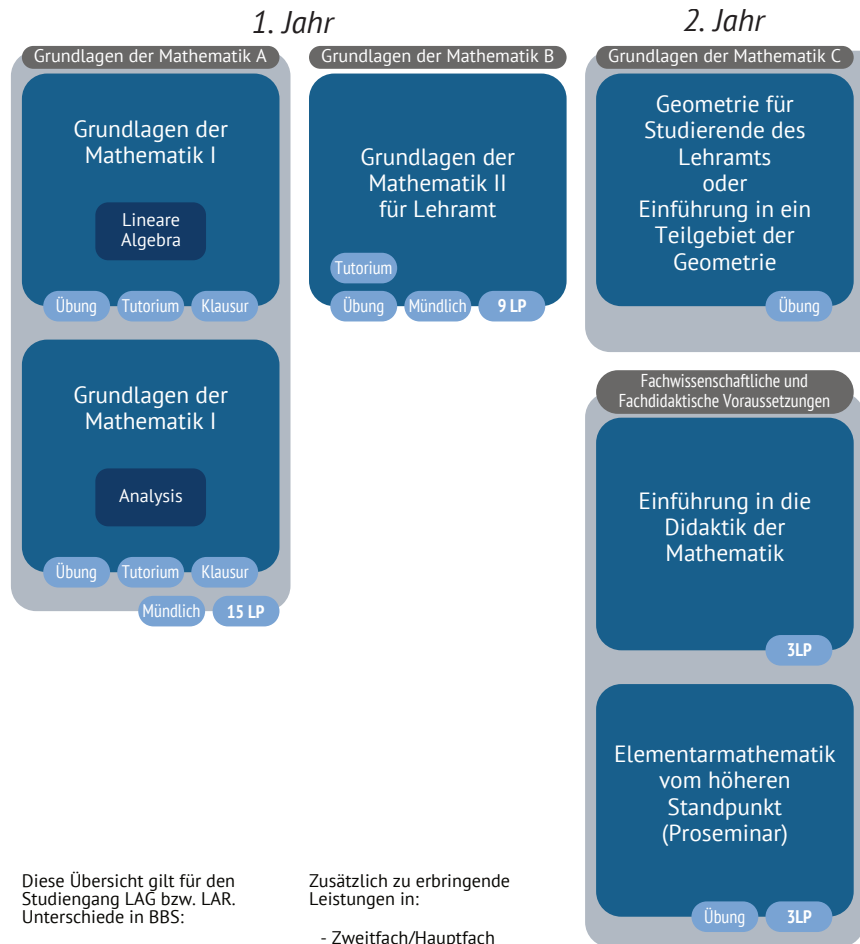 1. Jahr
2. Jahr
Grundlagen der Mathematik A
Grundlagen der
Mathematik I
Lineare
Algebra
Übung
Tutorium
Klausur
Grundlagen der
Mathematik I
Analysis
Übung
Tutorium
Klausur
Mündlich
15 LP
Grundlagen der Mathematik B
Grundlagen der
Mathematik II
für Lehramt
Tutorium
Übung
Mündlich
9 LP
Grundlagen der Mathematik C
Geometrie für
Studierende des
Lehramts
oder
Einführung in ein
Teilgebiet der
Geometrie
Übung
Fachwissenschaftliche und
Fachdidaktische Voraussetzungen
Einführung in die
Didaktik der
Mathematik
3LP
Elementarmathematik
vom höheren
Standpunkt
(Proseminar)
Übung
3LP
Diese Übersicht gilt für den
Studiengang LAG bzw. LAR.
Unterschiede in BBS:
Zusätzlich zu erbringende
Leistungen in:
- Zweitfach/Hauptfach